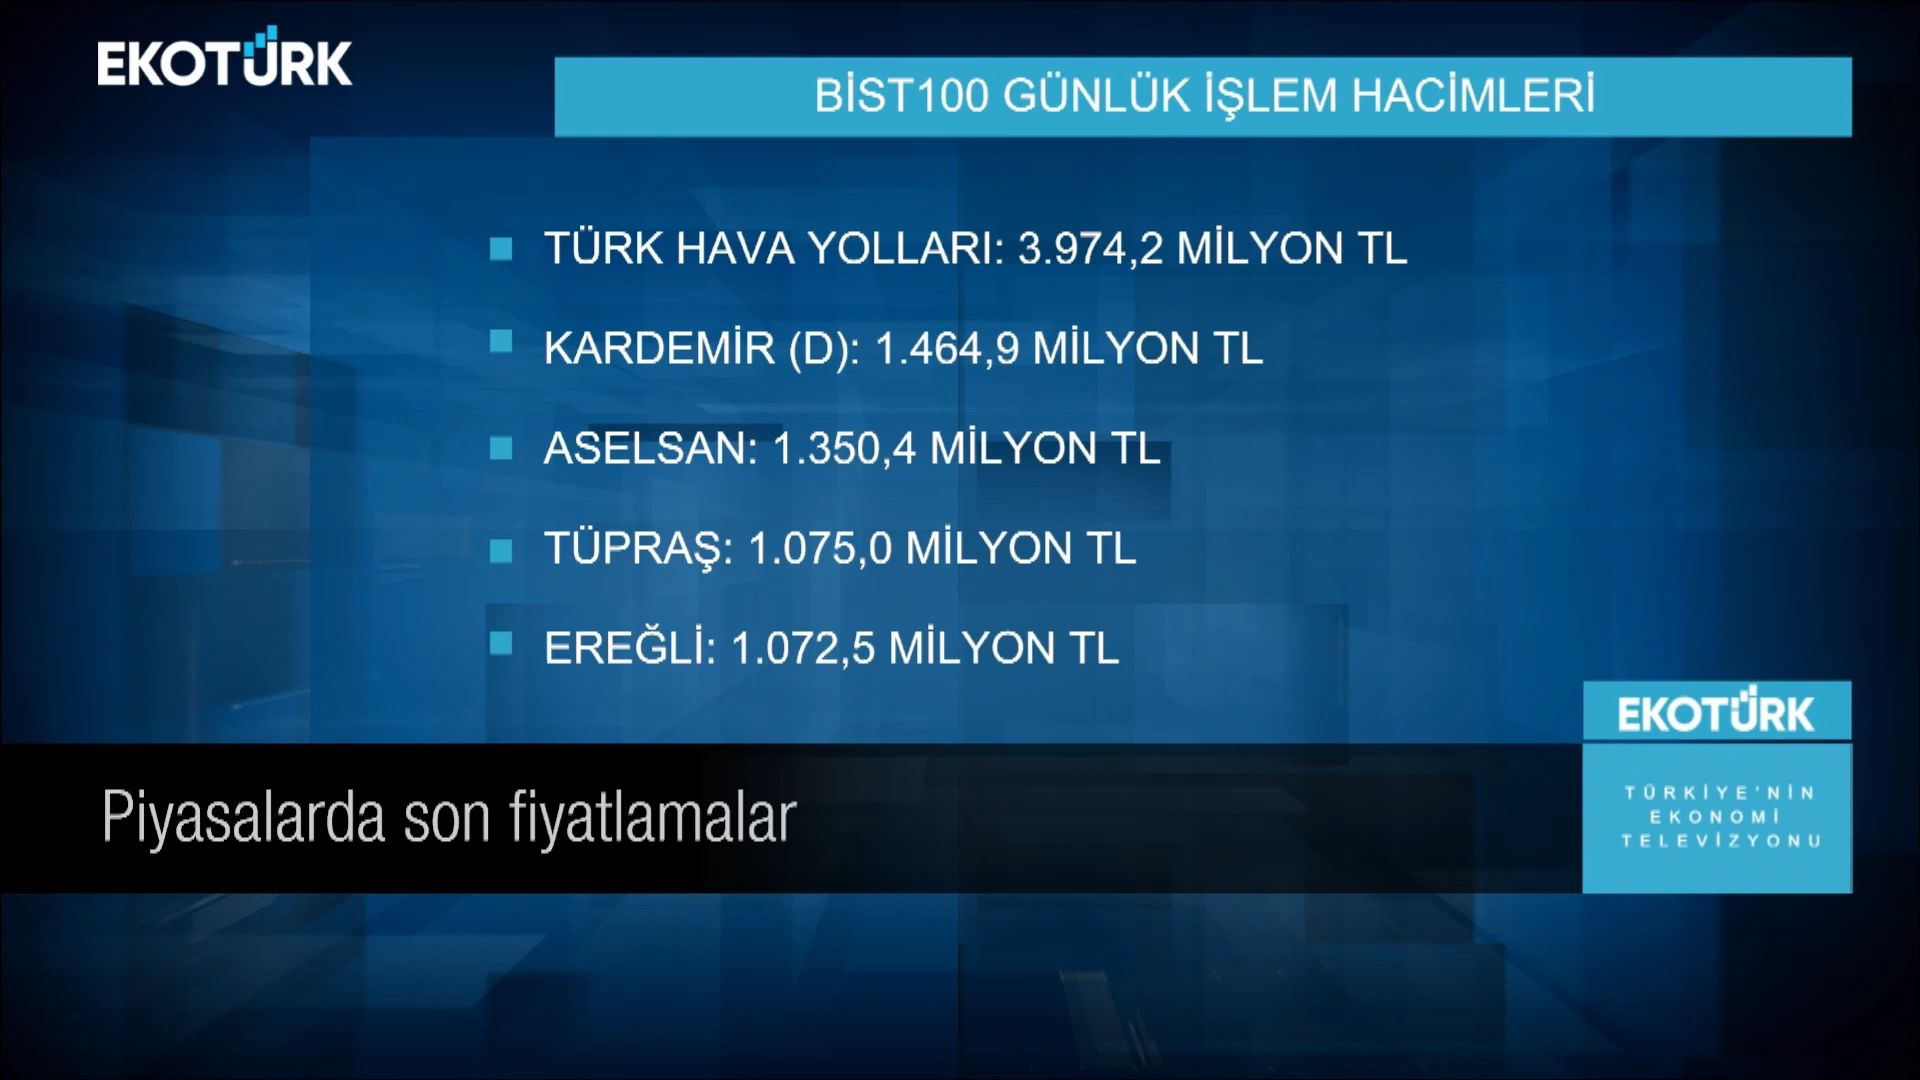 EKOTÜRK
BİST100 GÜNLÜK İŞLEM HACİMLERİ
TÜRK HAVA YOLLARI: 3.974,2 MİLYON TL
KARDEMİR (D): 1.464,9 MİLYON TL
ASELSAN: 1.350,4 MİLYON TL
TÜPRAŞ: 1.075,0 MİLYON TL
EREĞLİ: 1.072,5 MİLYON TL
EKOTÜRK
Piyasalarda son fiyatlamalar
TÜRKİYE'NİN
EKONOMİ
TELEVİZYONU